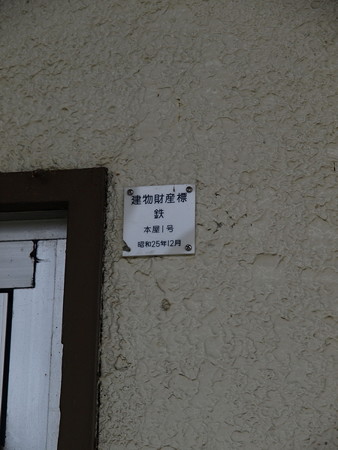 建物財産標
鉄
本屋1号
昭和25年12月